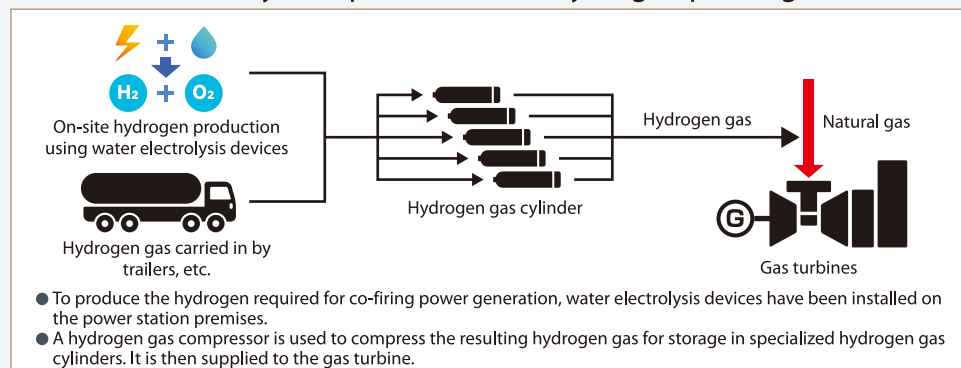 H₂ + O₂
On-site hydrogen production
using water electrolysis devices
Hydrogen gas carried in by
trailers, etc.
Hydrogen gas cylinder
Hydrogen gas
Natural gas
G
Gas turbines
● To produce the hydrogen required for co-firing power generation, water electrolysis devices have been installed on
the power station premises.
● A hydrogen gas compressor is used to compress the resulting hydrogen gas for storage in specialized hydrogen gas
cylinders. It is then supplied to the gas turbine.